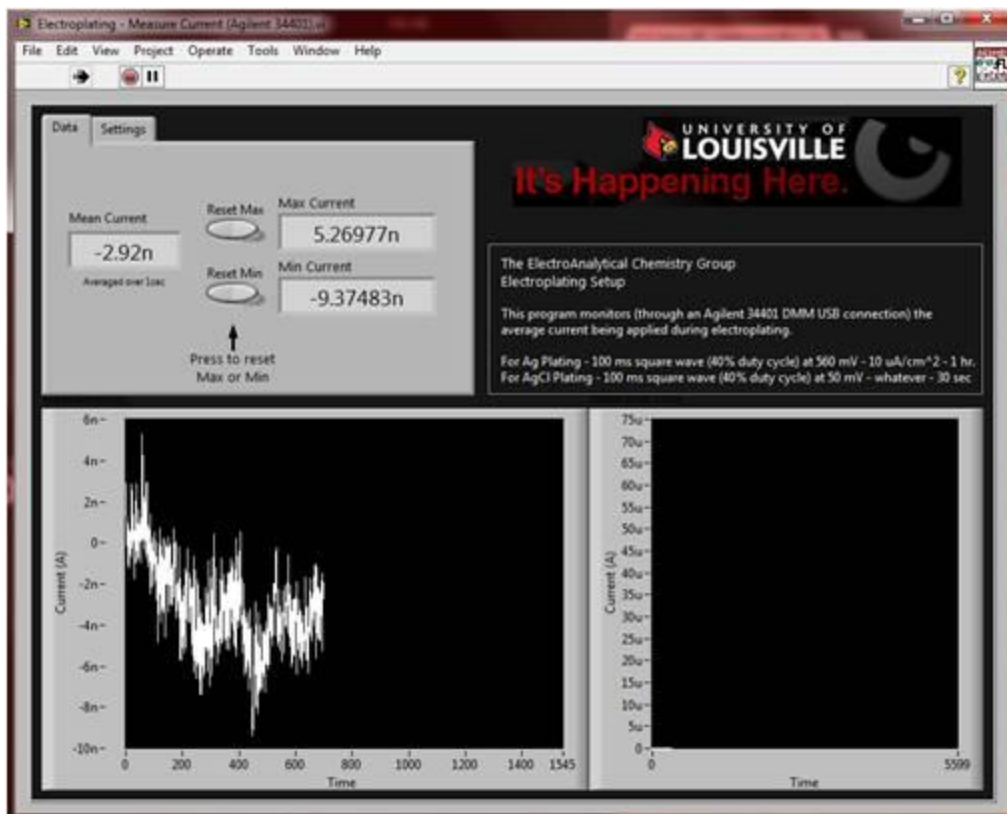 Electroplating - Measure Current (Agilent 34401).vi
File Edit View Project Operate Tools Window Help
Data Settings
UNIVERSITY OF
LOUISVILLE
It's Happening Here.
Mean Current
-2.92n
Averaged over 1sec
Reset Max
Max Current
5.26977n
Reset Min
Min Current
-9.37483n
Press to reset
Max or Min
The ElectroAnalytical Chemistry Group
Electroplating Setup
This program monitors (through an Agilent 34401 DMM USB connection) the
average current being applied during electroplating.
For Ag Plating - 100 ms square wave (40% duty cycle) at 560 mV - 10 uA/cm^2 - 1 hr.
For AgCl Plating - 100 ms square wave (40% duty cycle) at 50 mV - whatever - 30 sec
Current (A)
6n
4n
2n
0
-2n
-4n
-6n
-8n
-10n
0 200 400 600 800 1000 1200 1400 1545
Time
Current (A)
75u
70u
65u
60u
55u
50u
45u
40u
35u
30u
25u
20u
15u
10u
5u
0
0 5599
Time